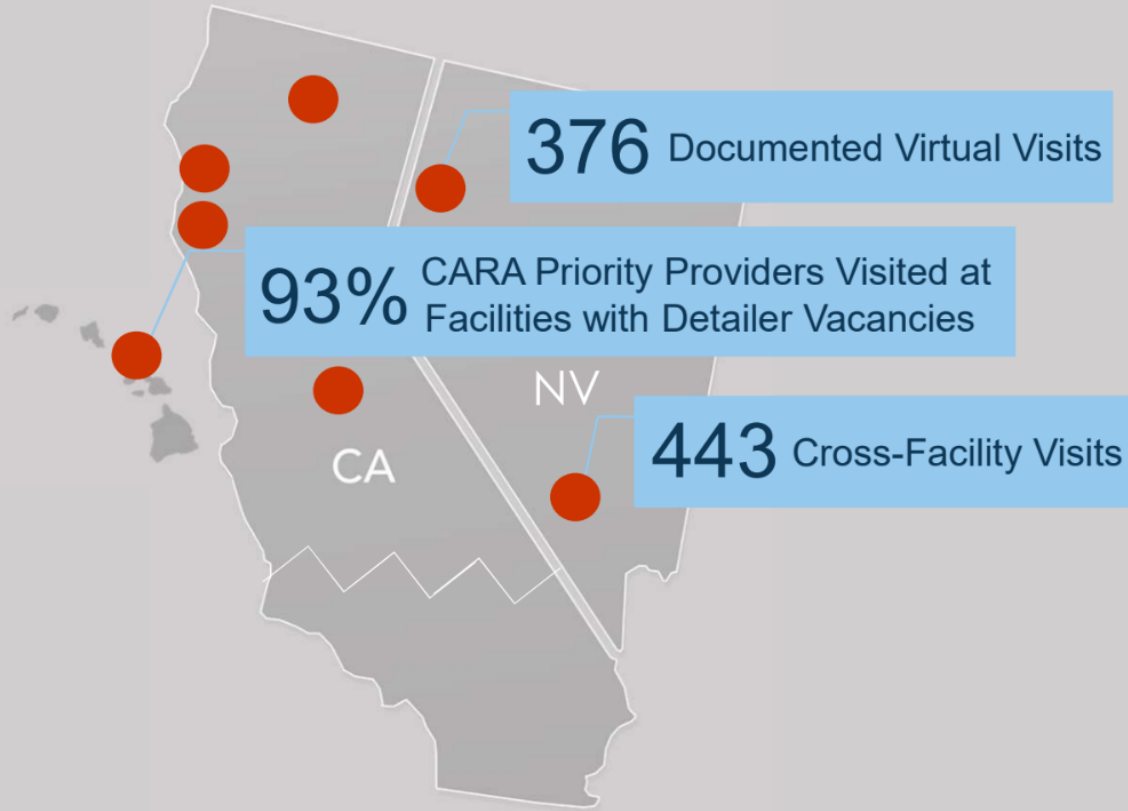 376 Documented Virtual Visits
93% CARA Priority Providers Visited at
Facilities with Detailer Vacancies
NV
443 Cross-Facility Visits
CA